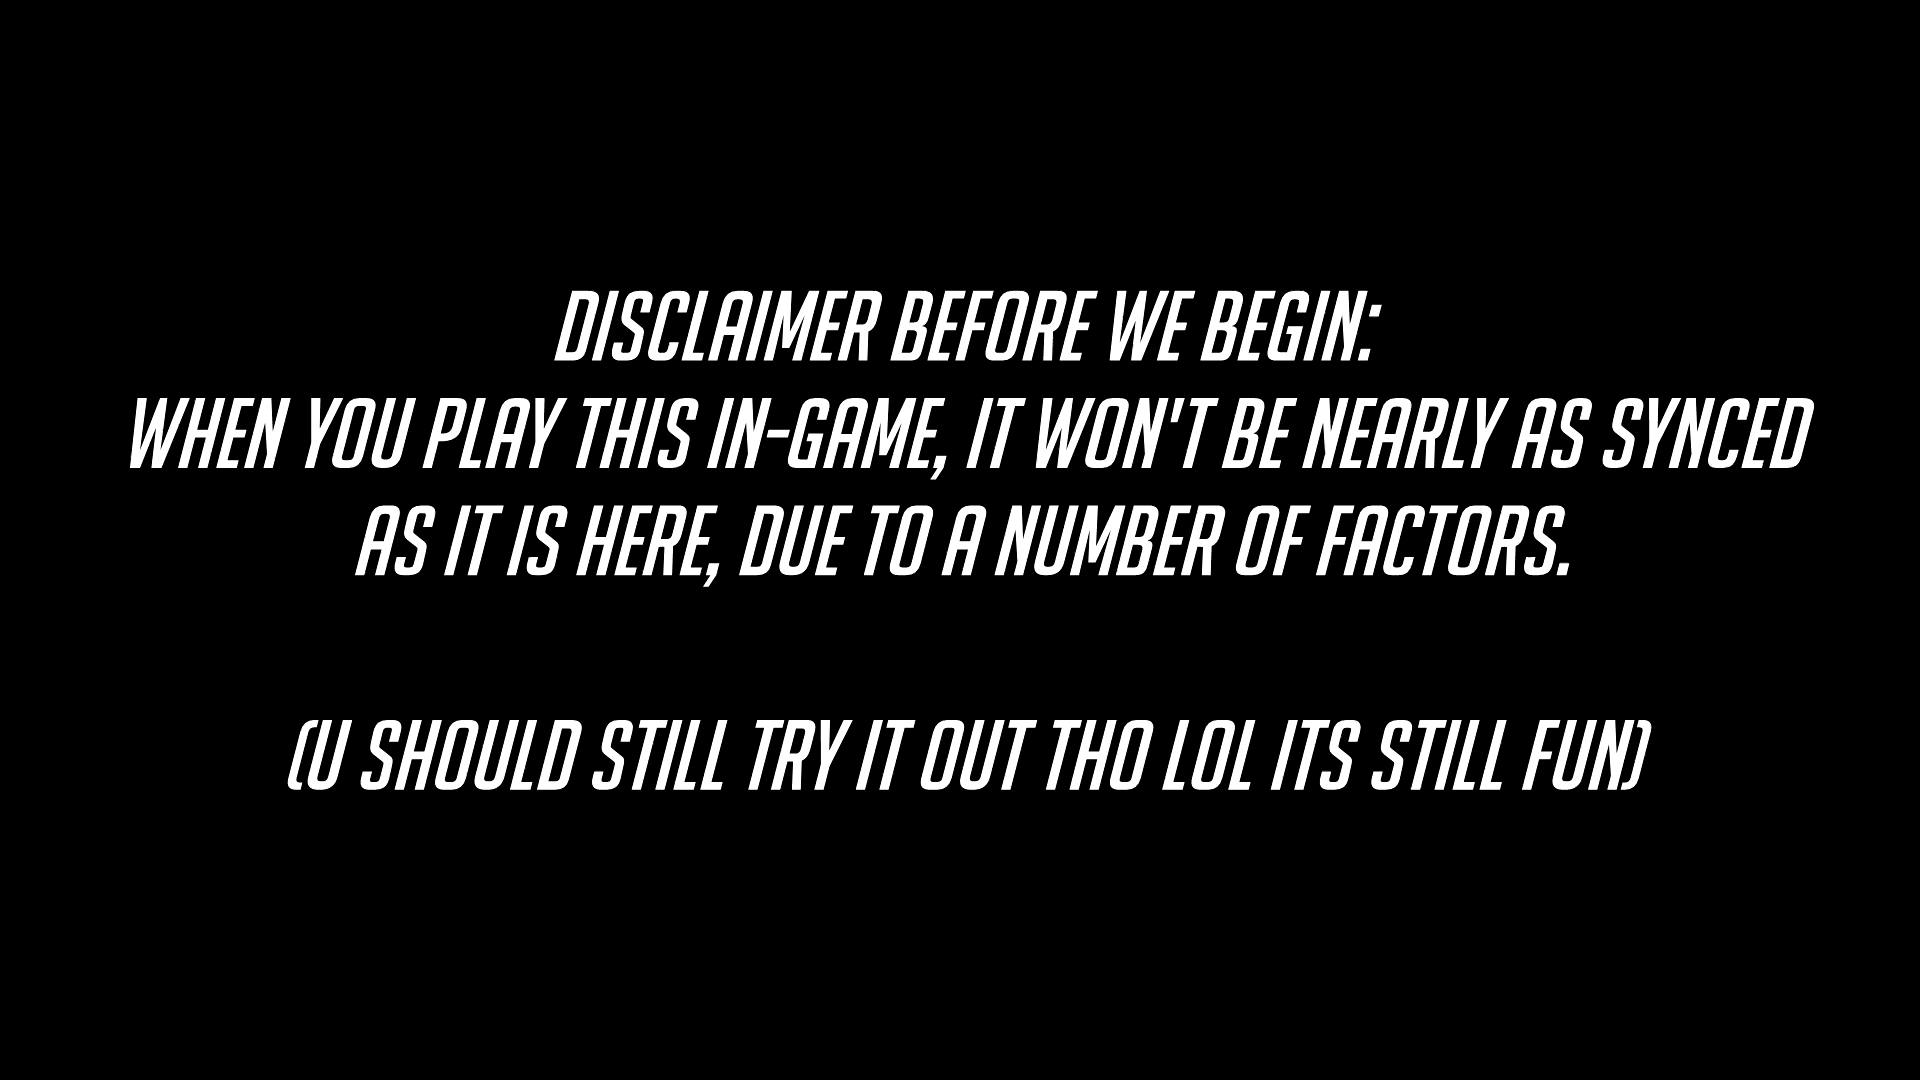 DISCLAIMER BEFORE WE BEGIN:
WHEN YOU PLAY THIS IN-GAME, IT WON'T BE NEARLY AS SYNCED
AS IT IS HERE, DUE TO A NUMBER OF FACTORS.
(U SHOULD STILL TRY IT OUT THO LOL ITS STILL FUN)